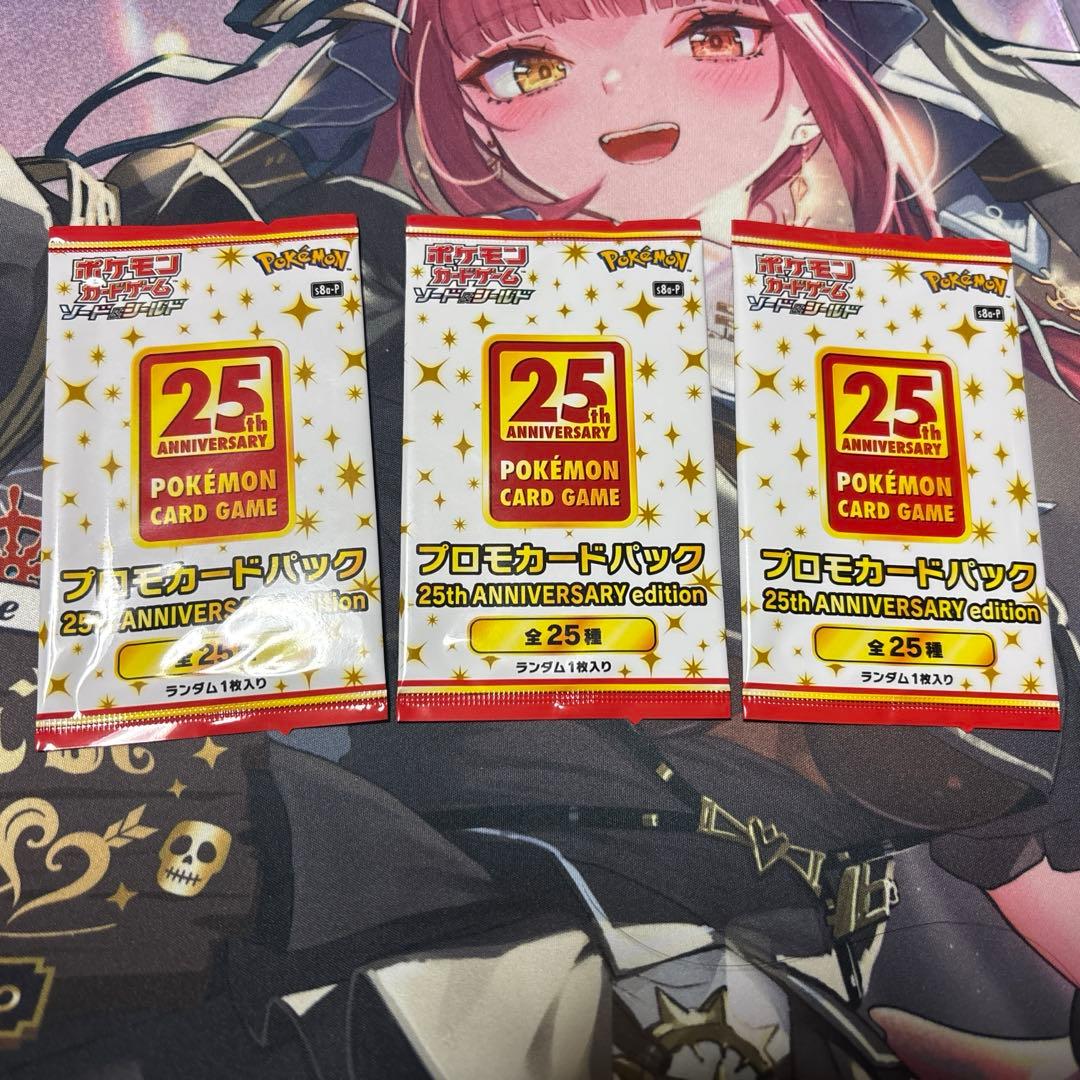 ポケモン
カードゲーム
ソード&シールド
POKÉMON™
s8a-P
25th
ANNIVERSARY
POKÉMON
CARD GAME
プロモカードパック
25th ANNIVERSARY edition
全25種
ランダム1枚入り
ポケモン
カードゲーム
ソード&シールド
POKÉMON™
s8a-P
25th
ANNIVERSARY
POKÉMON
CARD GAME
プロモカードパック
25th ANNIVERSARY edition
全25種
ランダム1枚入り
ポケモン
カードゲーム
ソード&シールド
POKÉMON™
s8a-P
25th
ANNIVERSARY
POKÉMON
CARD GAME
プロモカードパック
25th ANNIVERSARY edition
全25種
ランダム1枚入り